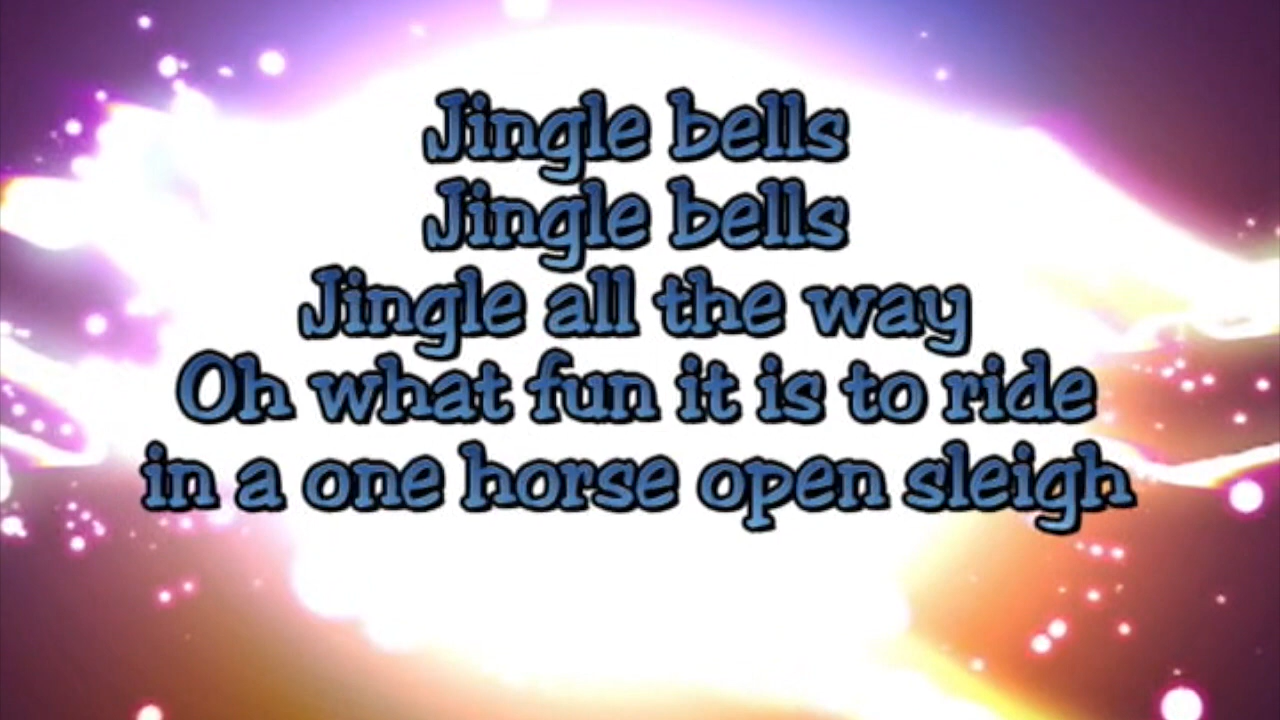 Jingle bells
Jingle bells
Jingle all the way
Oh what fun it is to ride
in a one horse open sleigh